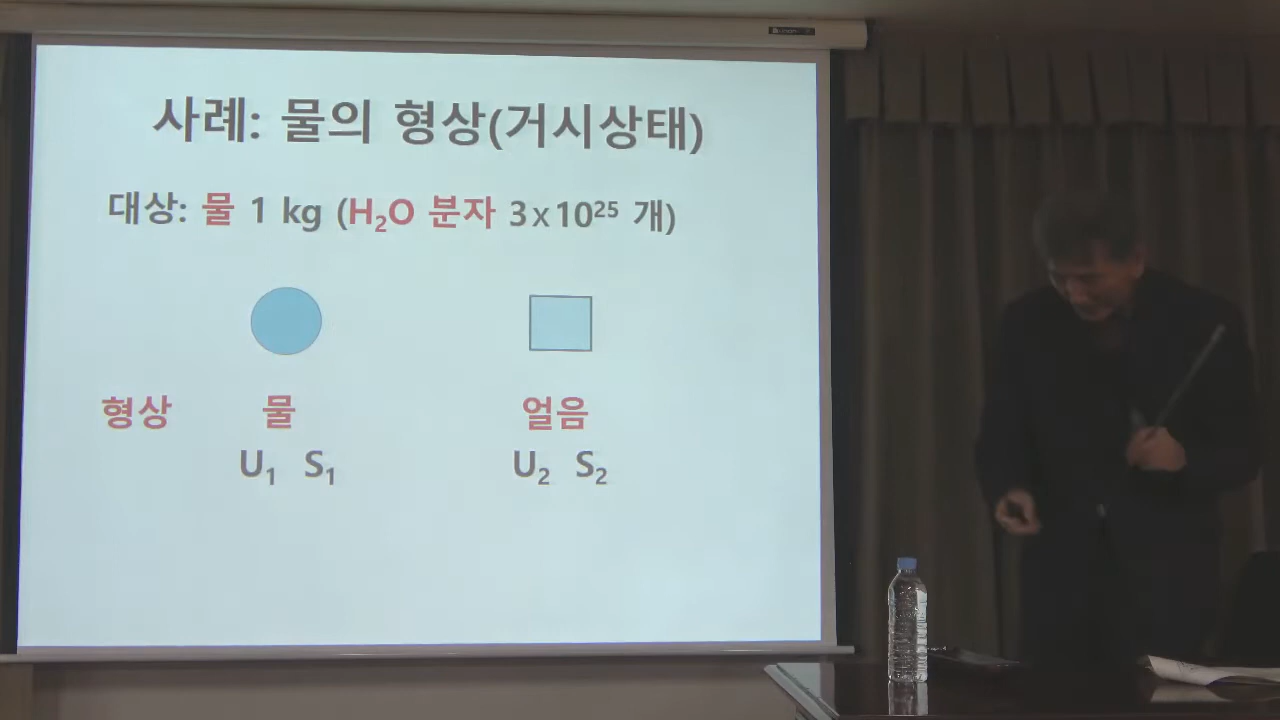 사례: 물의 형상(거시상태)
대상: 물 1 kg (H₂O 분자 3x10²⁵ 개)
형상 물 얼음
U₁ S₁ U₂ S₂